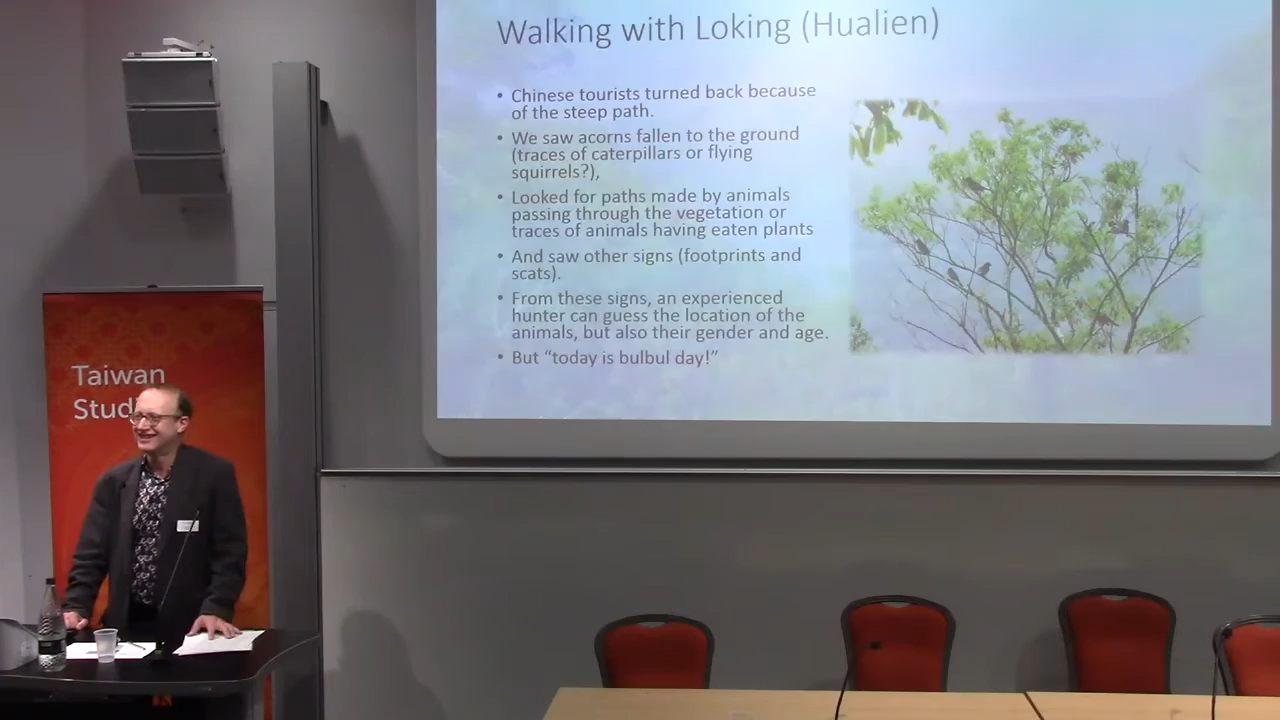 Walking with Loking (Hualien)
• Chinese tourists turned back because
of the steep path.
• We saw acorns fallen to the ground
(traces of caterpillars or flying
squirrels?),
• Looked for paths made by animals
passing through the vegetation or
traces of animals having eaten plants
• And saw other signs (footprints and
scats).
• From these signs, an experienced
hunter can guess the location of the
animals, but also their gender and age.
• But “today is bulbul day!”
Taiwan